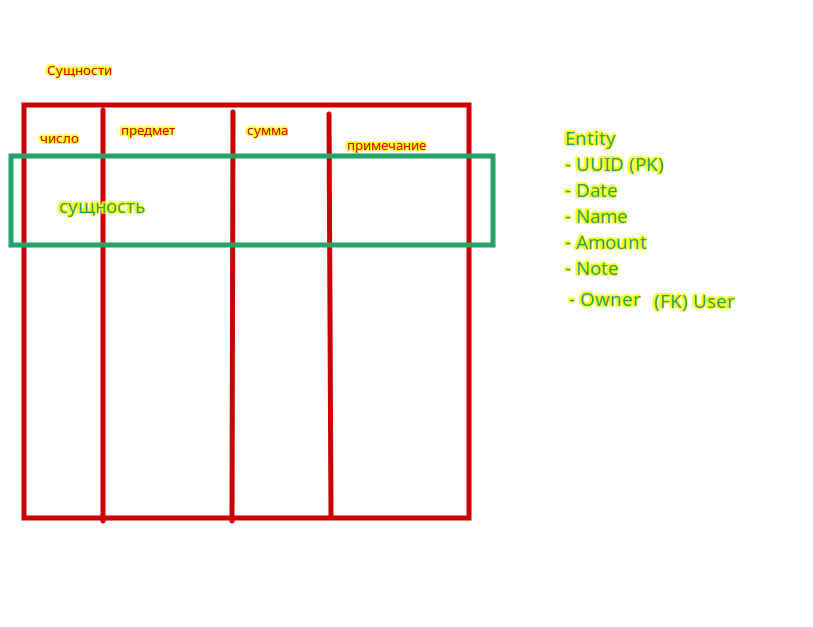 Сущности
число
предмет
сумма
примечание
сущность
Entity
- UUID (PK)
- Date
- Name
- Amount
- Note
- Owner (FK) User